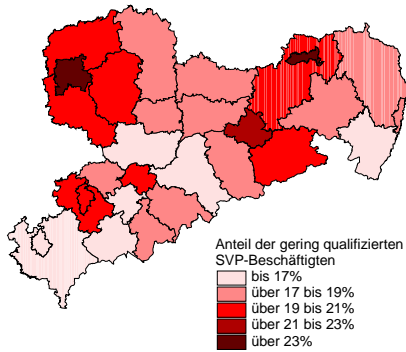 Anteil der gering qualifizierten
SVP-Beschäftigten
bis 17%
über 17 bis 19%
über 19 bis 21%
über 21 bis 23%
über 23%